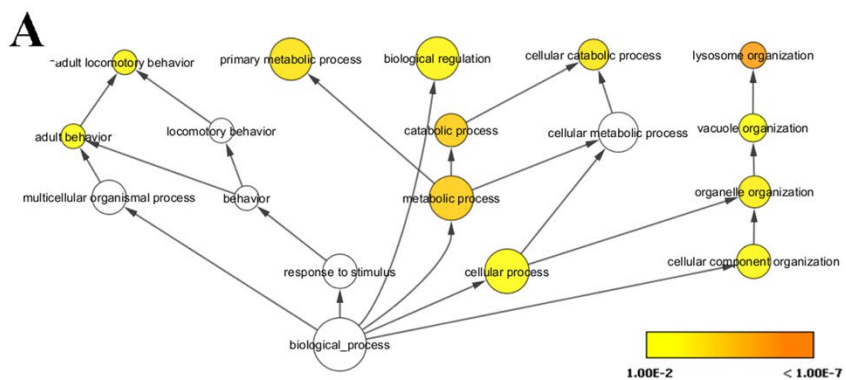 A
adult locomotory behavior
primary metabolic process
biological regulation
cellular catabolic process
lysosome organization
adult behavior
locomotory behavior
catabolic process
cellular metabolic process
vacuole organization
multicellular organismal process
behavior
metabolic process
organelle organization
response to stimulus
cellular process
cellular component organization
biological_process
1.00E-2
< 1.00E-7